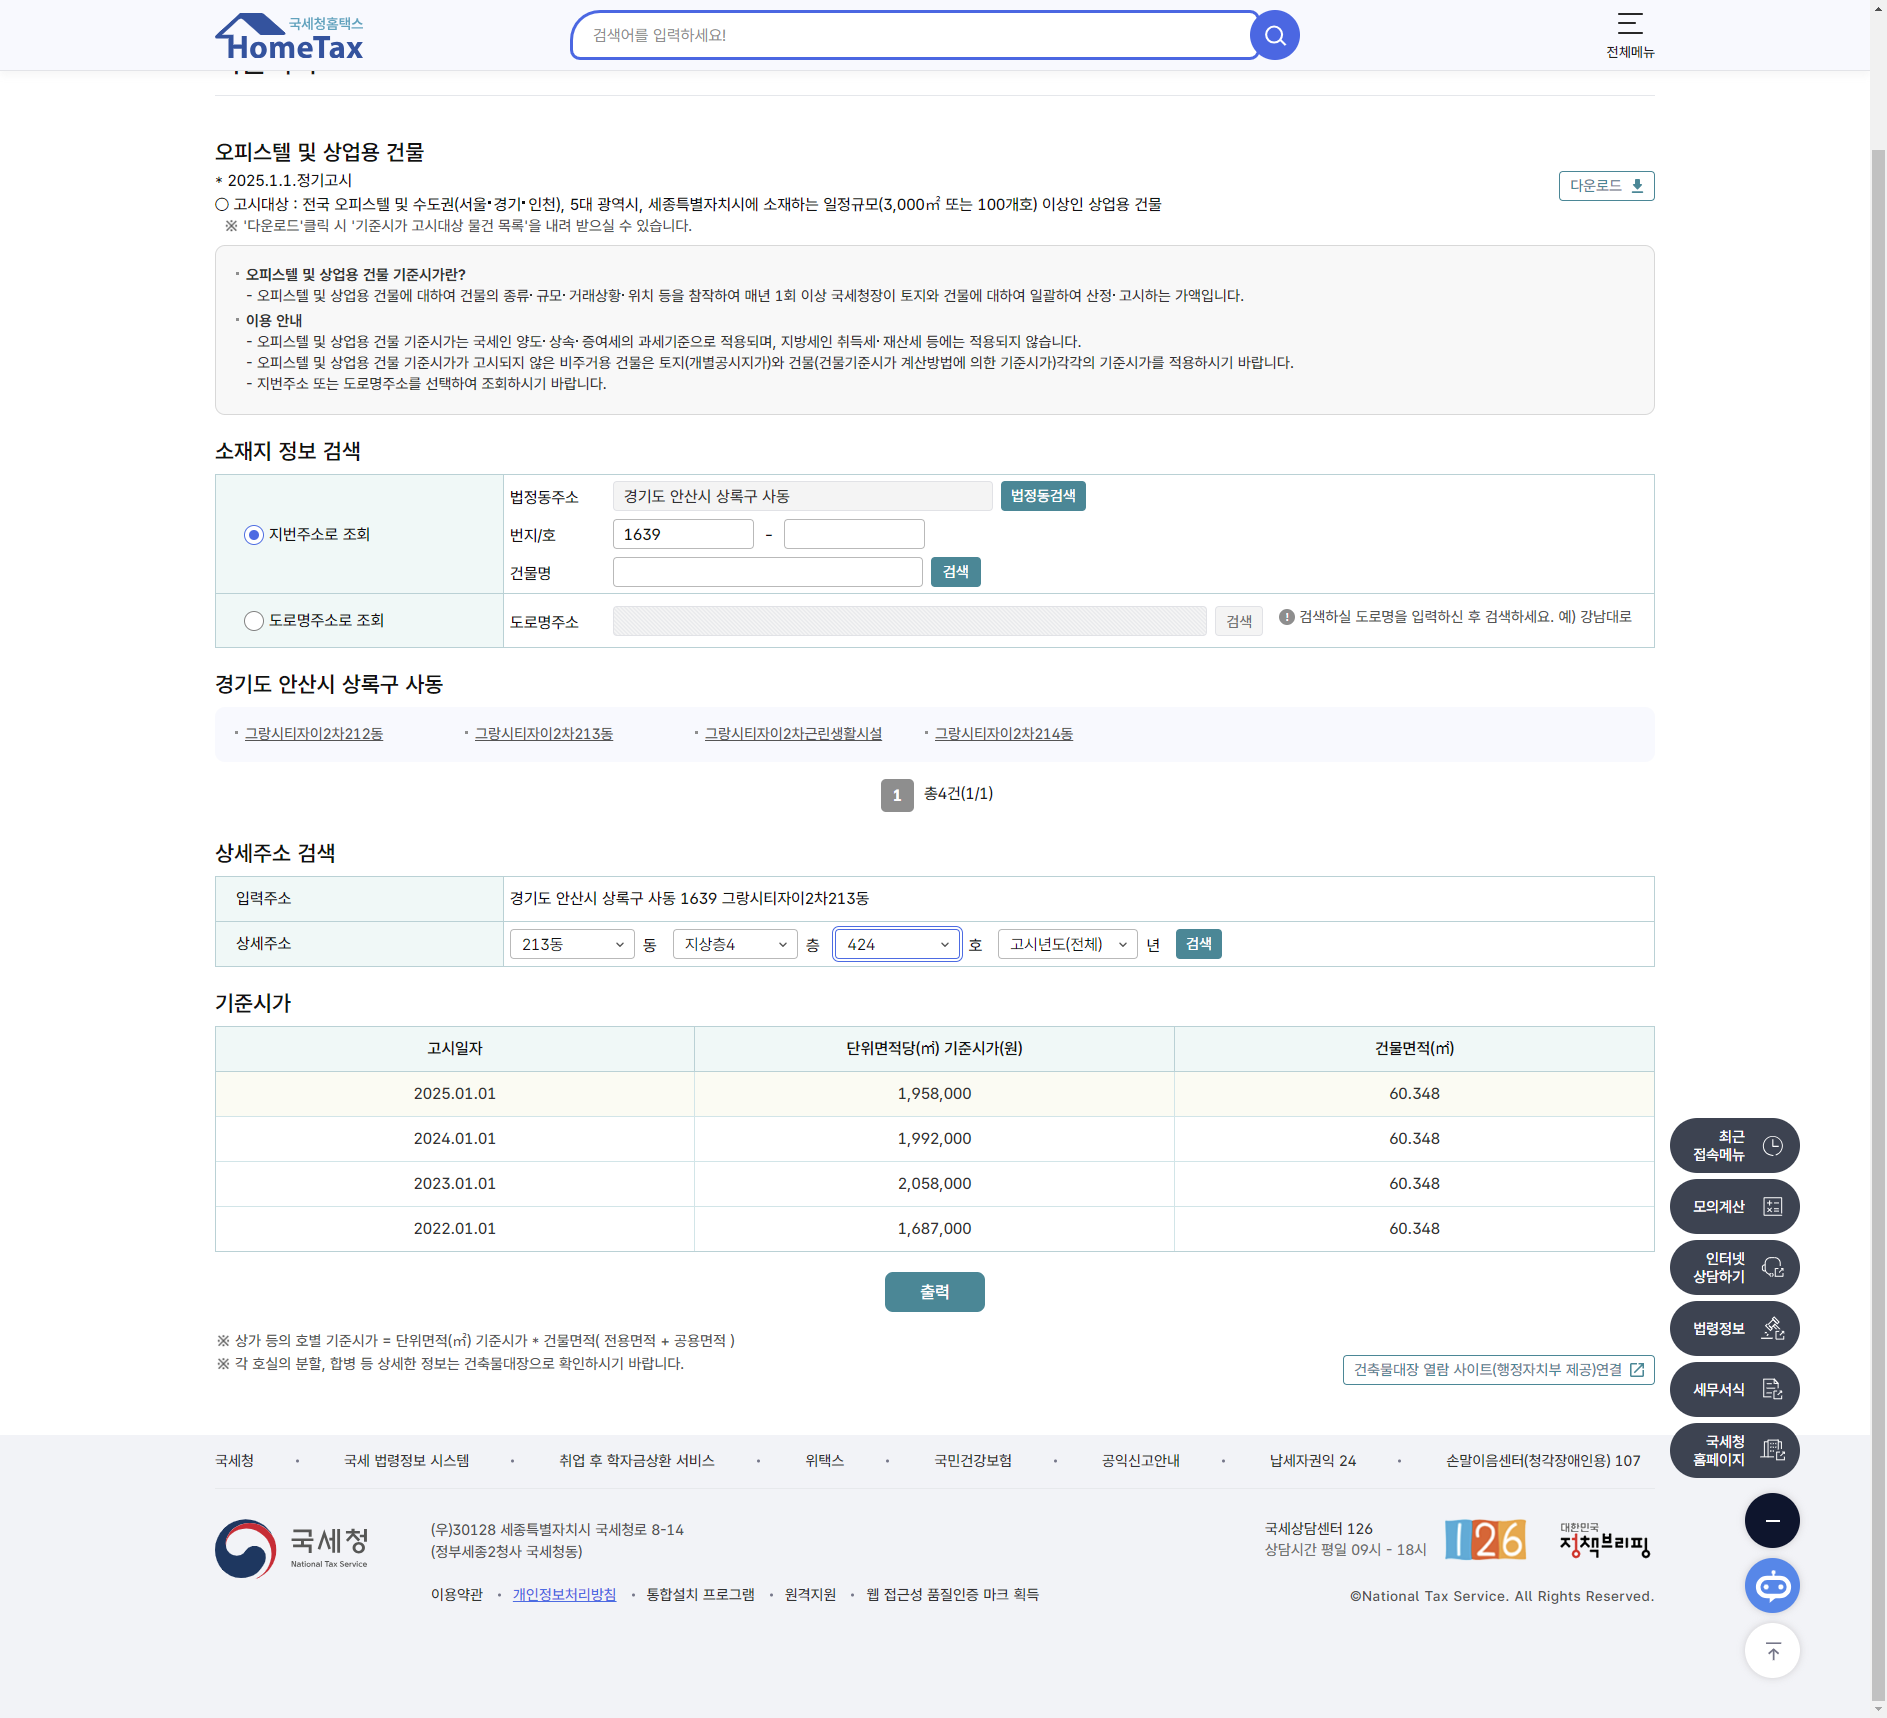 국세청홈택스
HomeTax
검색어를 입력하세요!
전체메뉴
오피스텔 및 상업용 건물
* 2025.1.1.정기고시
○ 고시대상 : 전국 오피스텔 및 수도권(서울·경기·인천), 5대 광역시, 세종특별자치시에 소재하는 일정규모(3,000㎡ 또는 100개호) 이상인 상업용 건물
다운로드
※ '다운로드'클릭 시 '기준시가 고시대상 물건 목록'을 내려 받으실 수 있습니다.
· 오피스텔 및 상업용 건물 기준시가란?
- 오피스텔 및 상업용 건물에 대하여 건물의 종류·규모·거래상황·위치 등을 참작하여 매년 1회 이상 국세청장이 토지와 건물에 대하여 일괄하여 산정·고시하는 가액입니다.
· 이용 안내
- 오피스텔 및 상업용 건물 기준시가는 국세인 양도·상속·증여세의 과세기준으로 적용되며, 지방세인 취득세·재산세 등에는 적용되지 않습니다.
- 오피스텔 및 상업용 건물 기준시가가 고시되지 않은 비주거용 건물은 토지(개별공시지가)와 건물(건물기준시가 계산방법에 의한 기준시가)각각의 기준시가를 적용하시기 바랍니다.
- 지번주소 또는 도로명주소를 선택하여 조회하시기 바랍니다.
소재지 정보 검색
지번주소로 조회
법정동주소 경기도 안산시 상록구 사동 법정동검색
번지/호 1639 -
건물명 검색
도로명주소로 조회 도로명주소 검색 ! 검색하실 도로명을 입력하신 후 검색하세요. 예) 강남대로
경기도 안산시 상록구 사동
· 그랑시티자이2차212동 · 그랑시티자이2차213동 · 그랑시티자이2차근린생활시설 · 그랑시티자이2차214동
1 총4건(1/1)
상세주소 검색
입력주소 경기도 안산시 상록구 사동 1639 그랑시티자이2차213동
상세주소 213동 동 지상층4 층 424 호 고시년도(전체) 년 검색
기준시가
고시일자 단위면적당(㎡) 기준시가(원) 건물면적(㎡)
2025.01.01 1,958,000 60.348
2024.01.01 1,992,000 60.348
2023.01.01 2,058,000 60.348
2022.01.01 1,687,000 60.348
출력
※ 상가 등의 호별 기준시가 = 단위면적(㎡) 기준시가 * 건물면적( 전용면적 + 공용면적 )
※ 각 호실의 분할, 합병 등 상세한 정보는 건축물대장으로 확인하시기 바랍니다.
건축물대장 열람 사이트(행정자치부 제공)연결
최근
접속메뉴
모의계산
인터넷
상담하기
법령정보
세무서식
국세청
홈페이지
국세청 · 국세 법령정보 시스템 · 취업 후 학자금상환 서비스 · 위택스 · 국민건강보험 · 공익신고안내 · 납세자권익 24 · 손말이음센터(청각장애인용) 107
국세청
National Tax Service
(우)30128 세종특별자치시 국세청로 8-14
(정부세종2청사 국세청동)
국세상담센터 126
상담시간 평일 09시 - 18시
126
대한민국
정책브리핑
이용약관 · 개인정보처리방침 · 통합설치 프로그램 · 원격지원 · 웹 접근성 품질인증 마크 획득
©National Tax Service. All Rights Reserved.